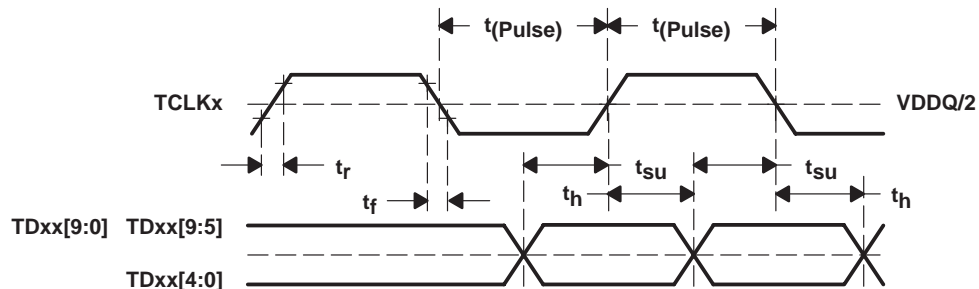 t(Pulse) t(Pulse)
TCLKx VDDQ/2
tr tsu tsu
tf th th
TDxx[9:0] TDxx[9:5]
TDxx[4:0]